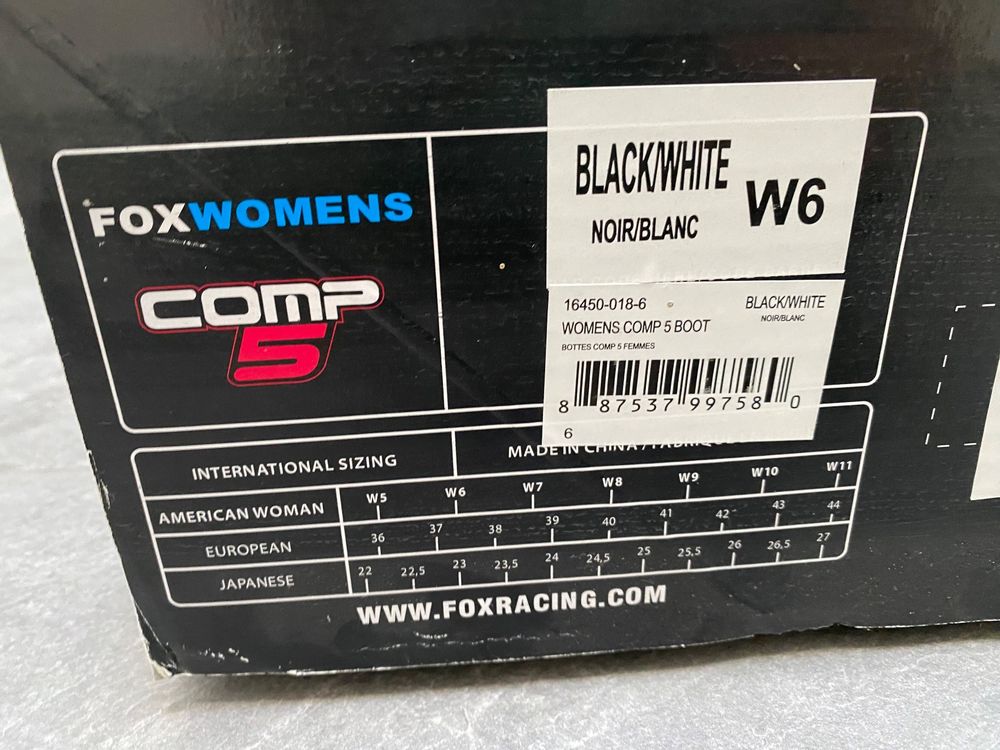 FOXWOMENS
COMP
5
BLACK/WHITE
NOIR/BLANC
W6
16450-018-6
BLACK/WHITE
WOMENS COMP 5 BOOT
NOIR/BLANC
BOTTES COMP 5 FEMMES
8 87537 99758 0
6
INTERNATIONAL SIZING
MADE IN CHINA /
AMERICAN WOMAN W5 W6 W7 W8 W9 W10 W11
EUROPEAN 36 37 38 39 40 41 42 43 44
JAPANESE 22 22,5 23 23,5 24 24,5 25 25,5 26 26,5 27
WWW.FOXRACING.COM